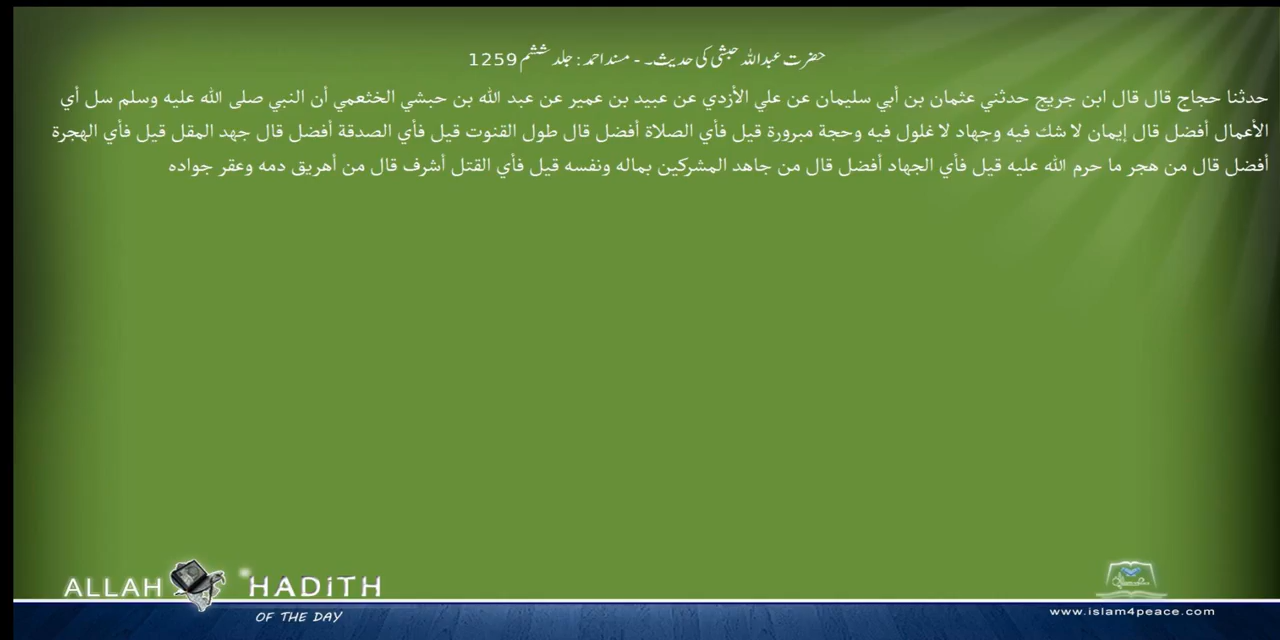 حضرت عبداللہ حبشی کی حدیث۔ - مسند احمد : جلد ششم 1259
حدثنا حجاج قال قال ابن جريج حدثني عثمان بن أبي سليمان عن علي الأزدي عن عبيد بن عمير عن عبد الله بن حبشي الخثعمي أن النبي صلى الله عليه وسلم سل أي
الأعمال أفضل قال إيمان لا شك فيه وجهاد لا غلول فيه وحجة مبرورة قيل فأي الصلاة أفضل قال طول القنوت قيل فأي الصدقة أفضل قال جهد المقل قيل فأي الهجرة
أفضل قال من هجر ما حرم الله عليه قيل فأي الجهاد أفضل قال من جاهد المشركين بماله ونفسه قيل فأي القتل أشرف قال من أهريق دمه وعقر جواده
ALLAH HADiTH
OF THE DAY
www.islam4peace.com